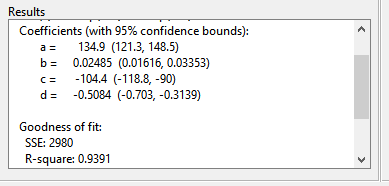 Results
Coefficients (with 95% confidence bounds):
a = 134.9 (121.3, 148.5)
b = 0.02485 (0.01616, 0.03353)
c = -104.4 (-118.8, -90)
d = -0.5084 (-0.703, -0.3139)
Goodness of fit:
SSE: 2980
R-square: 0.9391